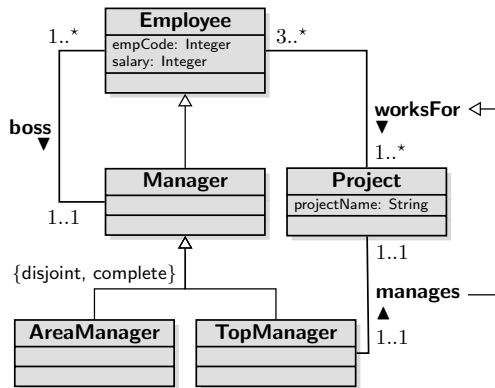 Employee
1..* 3..*
empCode: Integer
salary: Integer
boss ▼
worksFor ▼
1..*
Manager
Project
projectName: String
1..1
1..1
{disjoint, complete}
manages ▲
1..1
AreaManager
TopManager